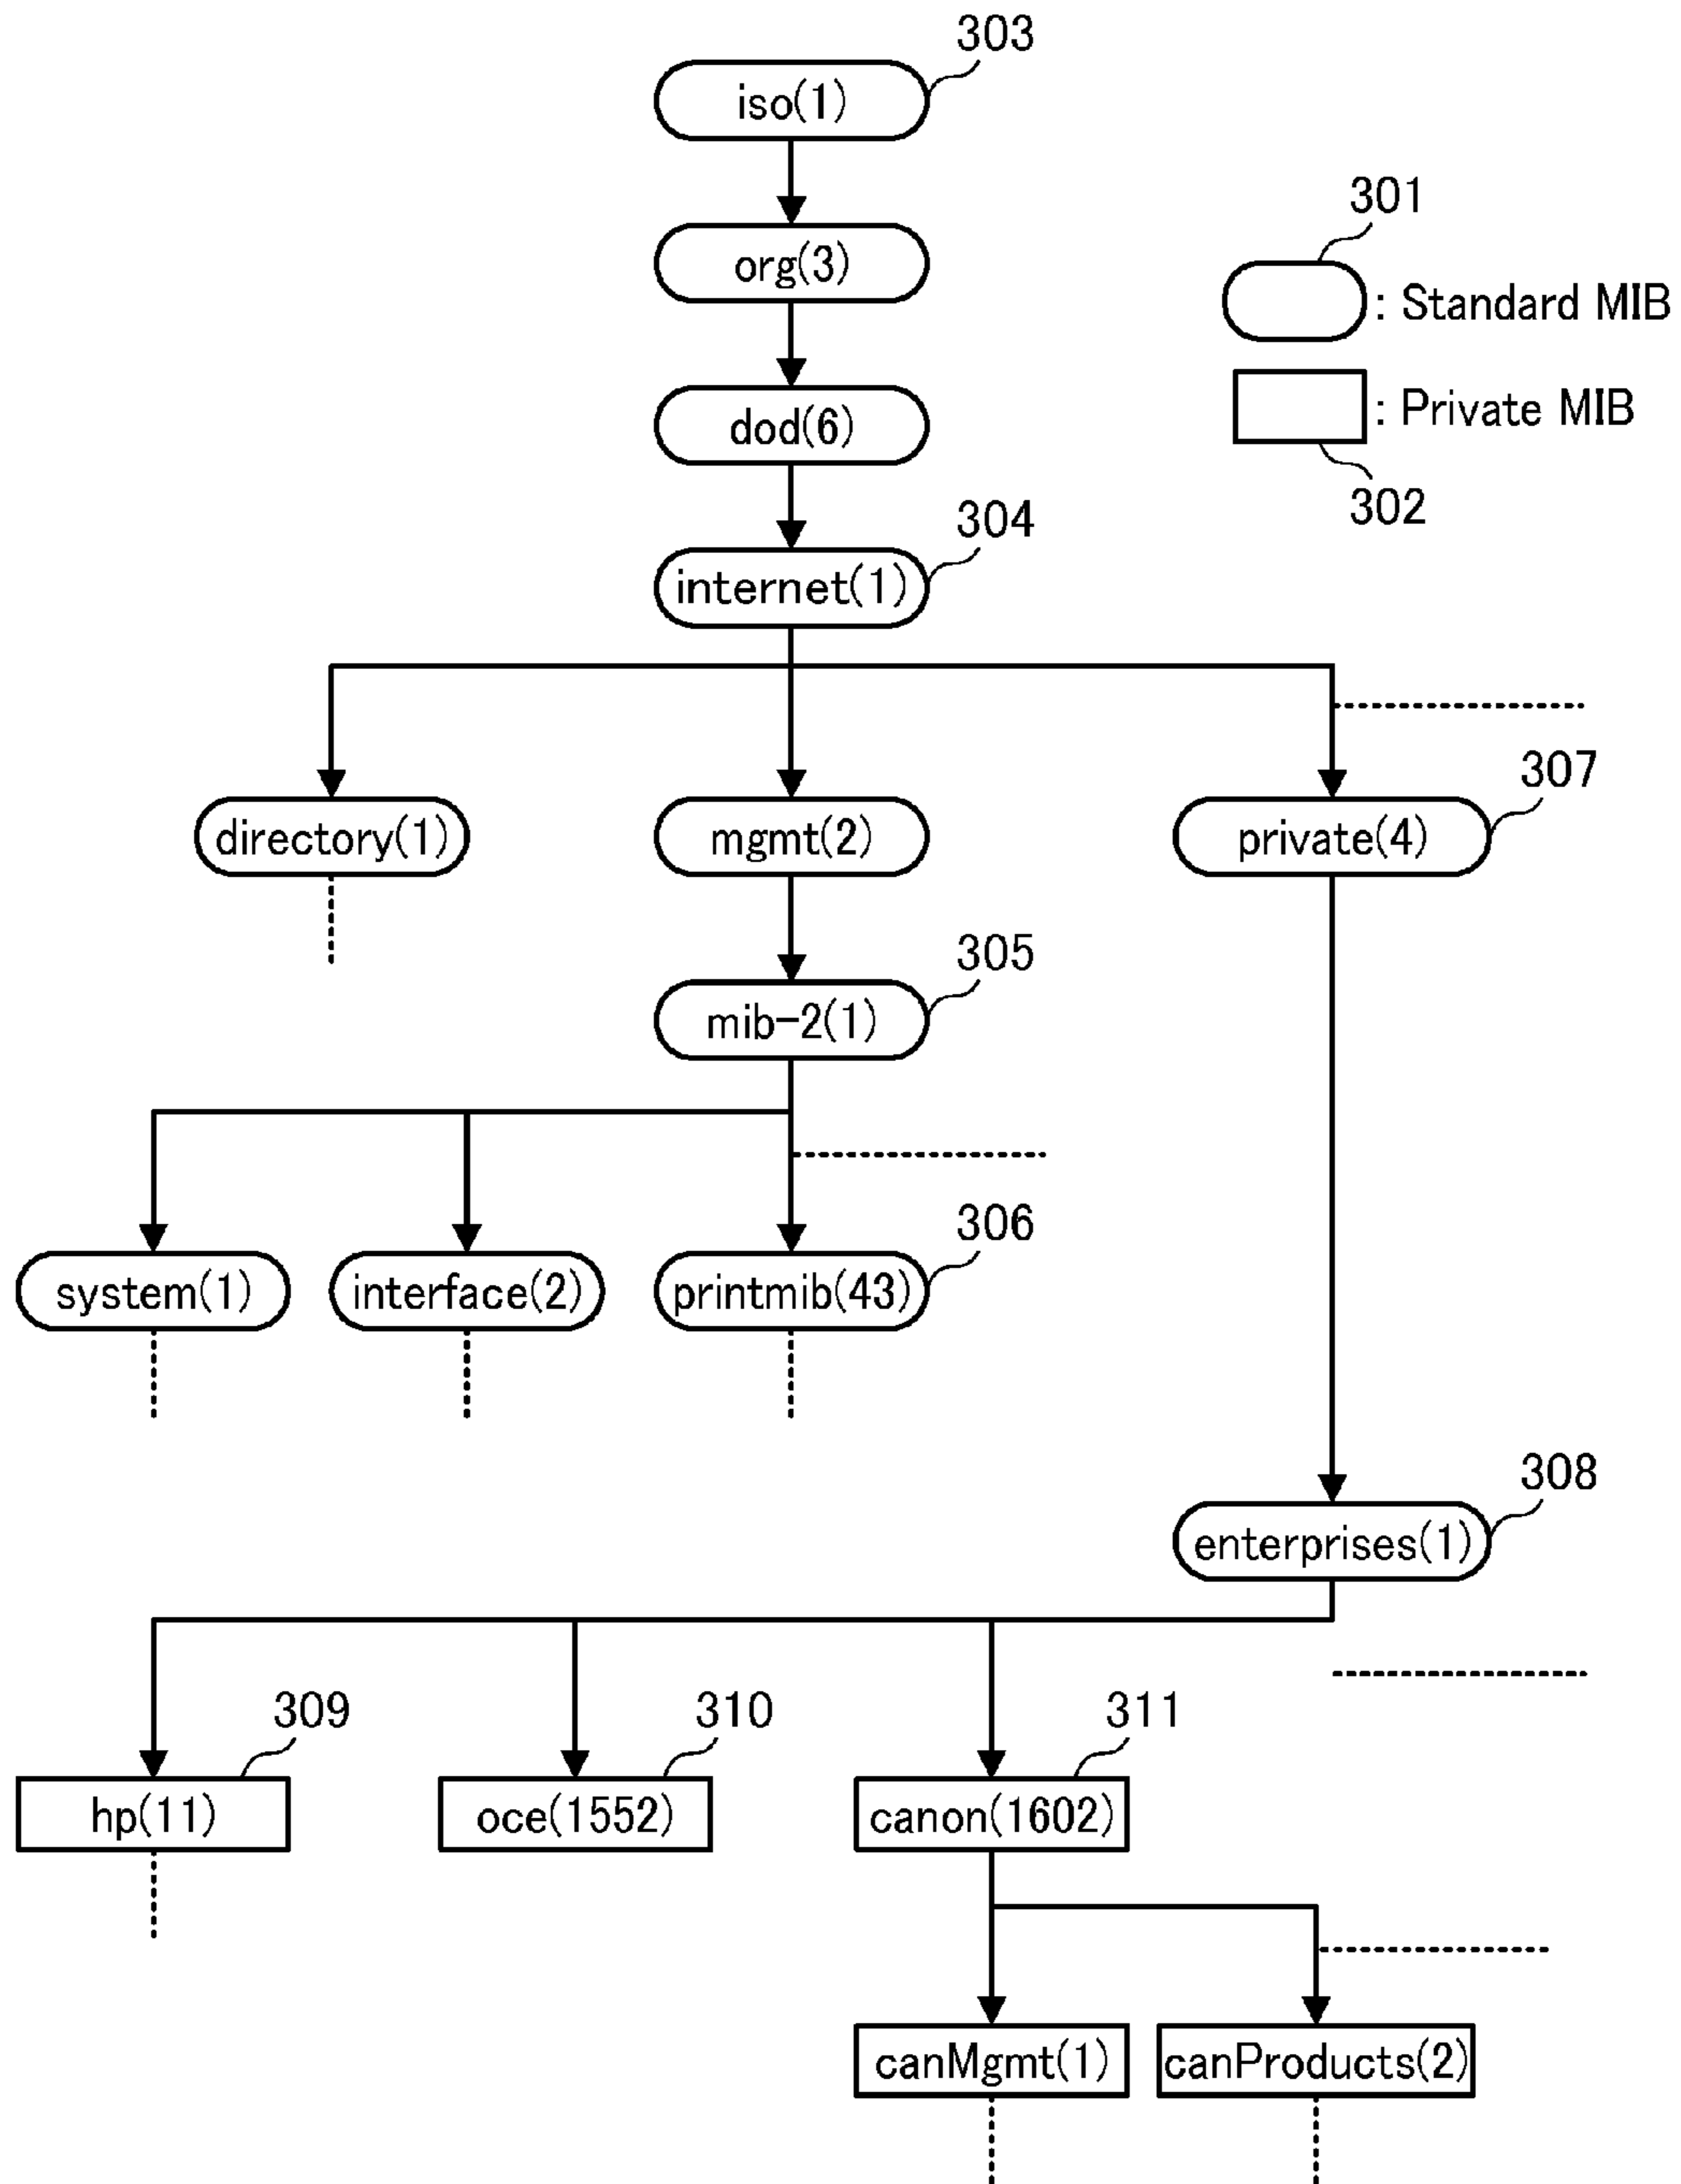 303
iso(1)
301
org(3)
: Standard MIB
dod(6)
: Private MIB
302
304
internet(1)
307
directory(1)
mgmt(2)
private(4)
305
mib-2(1)
306
system(1)
interface(2)
printmib(43)
308
enterprises(1)
309
310
311
hp(11)
oce(1552)
canon(1602)
canMgmt(1)
canProducts(2)